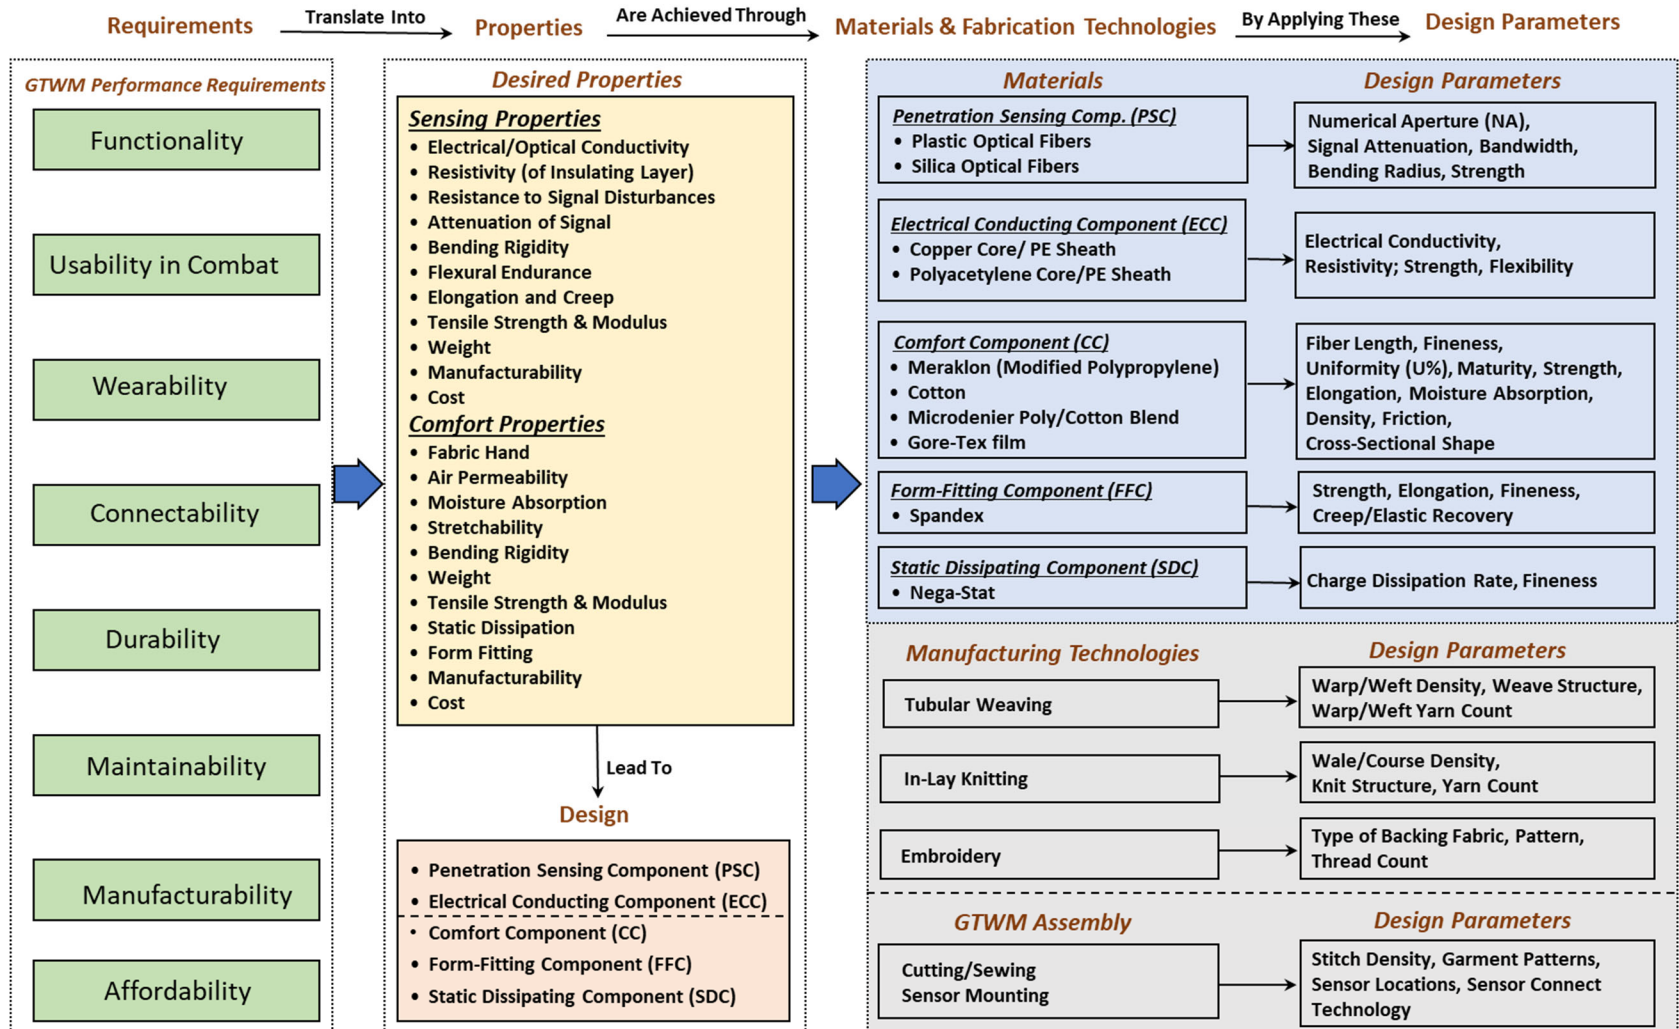 Requirements
Translate Into
Properties
Are Achieved Through
Materials & Fabrication Technologies
By Applying These
Design Parameters
GTWM Performance Requirements
Functionality
Usability in Combat
Wearability
Connectability
Durability
Maintainability
Manufacturability
Affordability
Desired Properties
Sensing Properties
• Electrical/Optical Conductivity
• Resistivity (of Insulating Layer)
• Resistance to Signal Disturbances
• Attenuation of Signal
• Bending Rigidity
• Flexural Endurance
• Elongation and Creep
• Tensile Strength & Modulus
• Weight
• Manufacturability
• Cost
Comfort Properties
• Fabric Hand
• Air Permeability
• Moisture Absorption
• Stretchability
• Bending Rigidity
• Weight
• Tensile Strength & Modulus
• Static Dissipation
• Form Fitting
• Manufacturability
• Cost
Lead To
Design
• Penetration Sensing Component (PSC)
• Electrical Conducting Component (ECC)
• Comfort Component (CC)
• Form-Fitting Component (FFC)
• Static Dissipating Component (SDC)
Materials
Design Parameters
Penetration Sensing Comp. (PSC)
• Plastic Optical Fibers
• Silica Optical Fibers
Numerical Aperture (NA),
Signal Attenuation, Bandwidth,
Bending Radius, Strength
Electrical Conducting Component (ECC)
• Copper Core/ PE Sheath
• Polyacetylene Core/PE Sheath
Electrical Conductivity,
Resistivity; Strength, Flexibility
Comfort Component (CC)
• Meraklon (Modified Polypropylene)
• Cotton
• Microdenier Poly/Cotton Blend
• Gore-Tex film
Fiber Length, Fineness,
Uniformity (U%), Maturity, Strength,
Elongation, Moisture Absorption,
Density, Friction,
Cross-Sectional Shape
Form-Fitting Component (FFC)
• Spandex
Strength, Elongation, Fineness,
Creep/Elastic Recovery
Static Dissipating Component (SDC)
• Nega-Stat
Charge Dissipation Rate, Fineness
Manufacturing Technologies
Design Parameters
Tubular Weaving
Warp/Weft Density, Weave Structure,
Warp/Weft Yarn Count
In-Lay Knitting
Wale/Course Density,
Knit Structure, Yarn Count
Embroidery
Type of Backing Fabric, Pattern,
Thread Count
GTWM Assembly
Design Parameters
Cutting/Sewing
Sensor Mounting
Stitch Density, Garment Patterns,
Sensor Locations, Sensor Connect
Technology